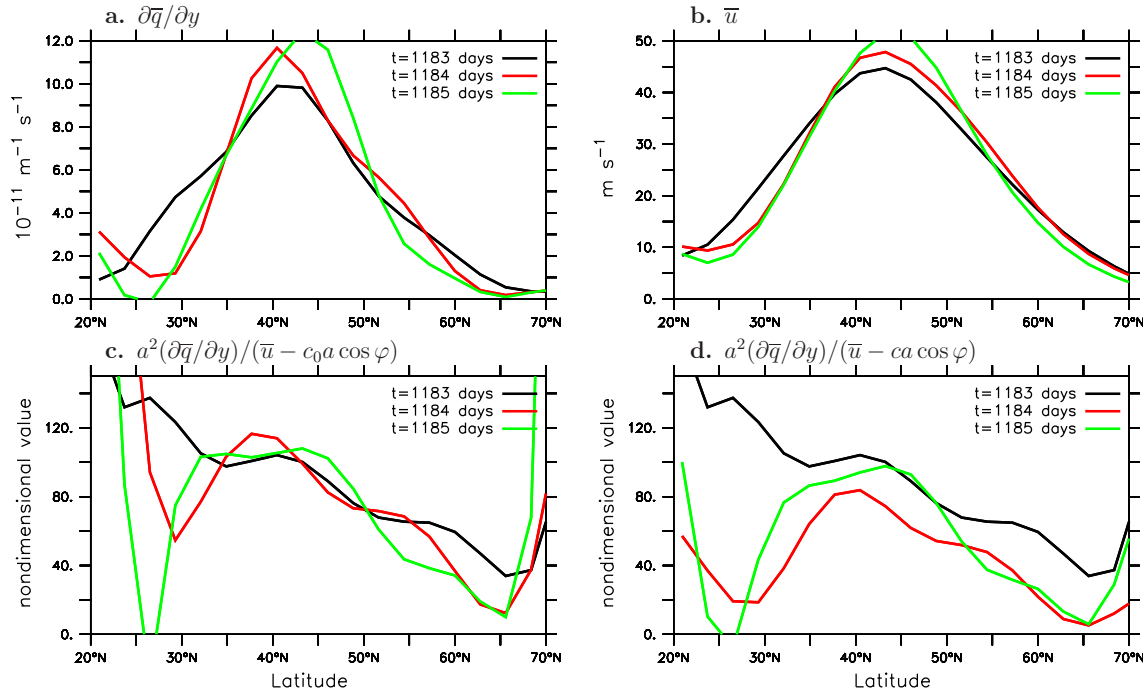 a. ∂q̅/∂y
12.0
10.0
8.0
6.0
4.0
2.0
0.0
10⁻¹¹ m⁻¹ s⁻¹
t=1183 days
t=1184 days
t=1185 days
20°N 30°N 40°N 50°N 60°N 70°N
b. u̅
50.
40.
30.
20.
10.
0.
m s⁻¹
t=1183 days
t=1184 days
t=1185 days
20°N 30°N 40°N 50°N 60°N 70°N
c. a²(∂q̅/∂y)/(u̅ − c₀a cos φ)
120.
80.
40.
0.
nondimensional value
t=1183 days
t=1184 days
t=1185 days
20°N 30°N 40°N 50°N 60°N 70°N
Latitude
d. a²(∂q̅/∂y)/(u̅ − ca cos φ)
120.
80.
40.
0.
nondimensional value
t=1183 days
t=1184 days
t=1185 days
20°N 30°N 40°N 50°N 60°N 70°N
Latitude